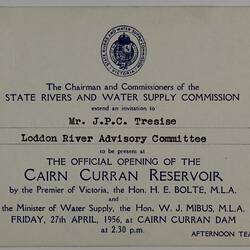 The Chairman and Commissioners of the
STATE RIVERS AND WATER SUPPLY COMMISSION
extend an invitation to
Mr. J.P.C. Tresise
Loddon River Advisory Committee
to be present at
THE OFFICIAL OPENING OF THE
CAIRN CURRAN RESERVOIR
by the Premier of Victoria, the Hon. H. E. BOLTE, M.L.A.
and
the Minister of Water Supply, the Hon. W. J. MIBUS, M.L.A.
FRIDAY, 27th APRIL, 1956, at CAIRN CURRAN DAM
at 2.30 p.m.
AFTERNOON TEA